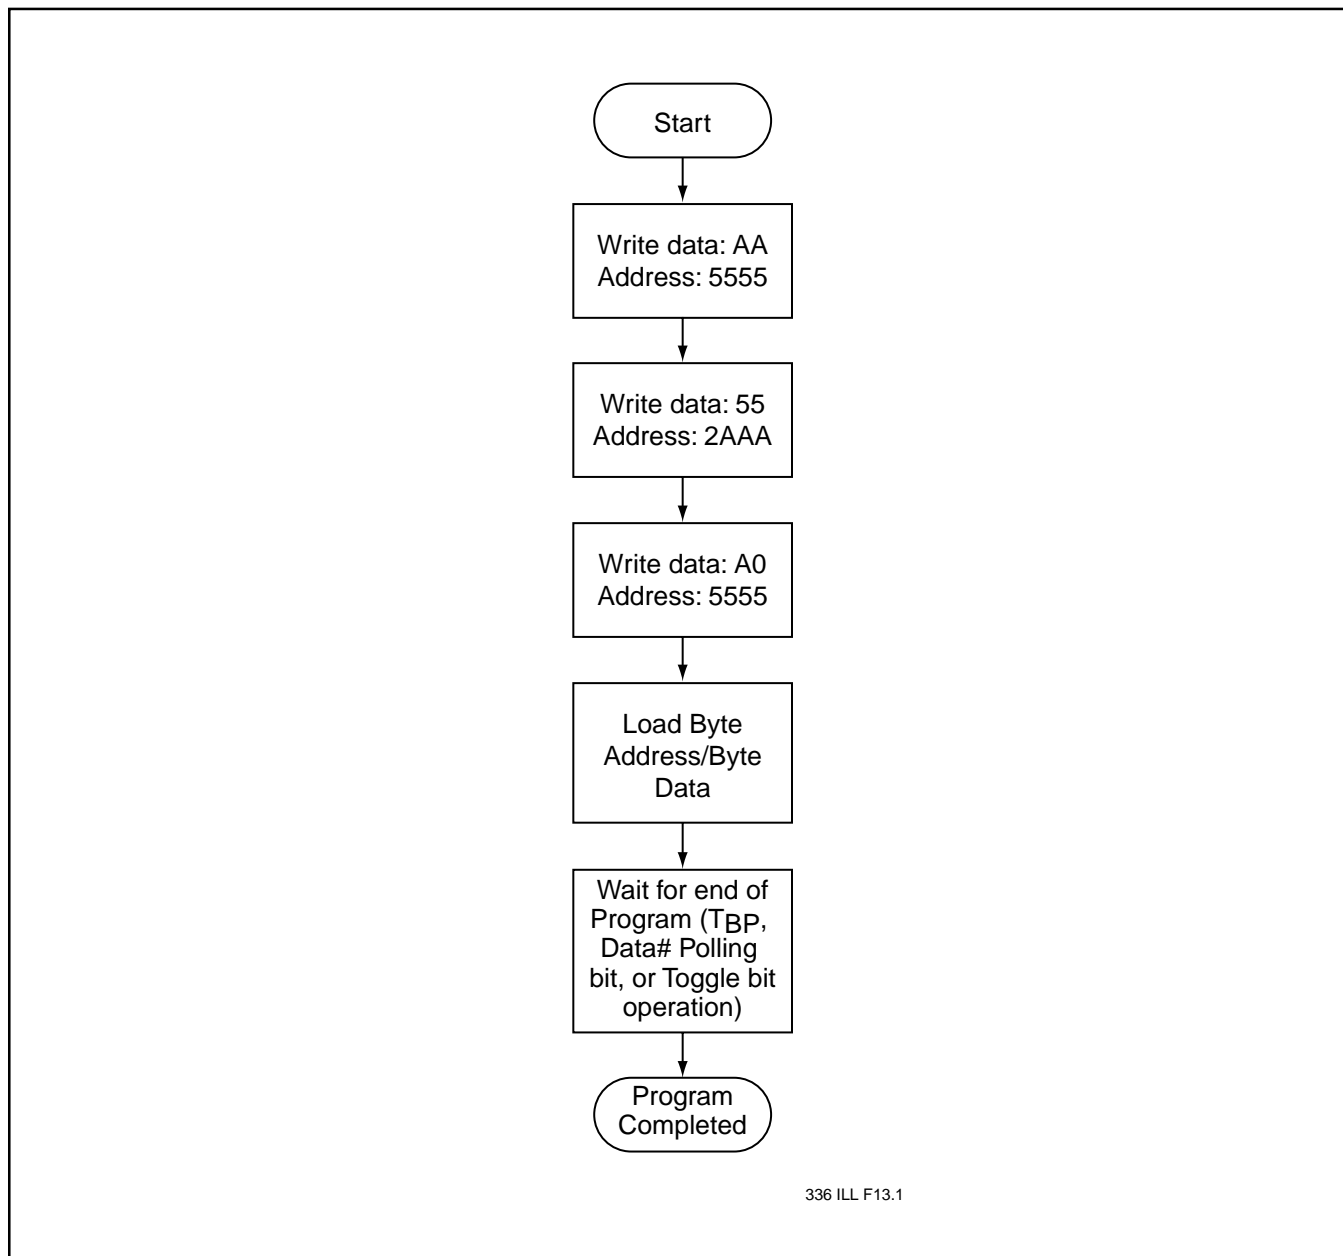 Start
Write data: AA
Address: 5555
Write data: 55
Address: 2AAA
Write data: A0
Address: 5555
Load Byte
Address/Byte
Data
Wait for end of
Program (TBP,
Data# Polling
bit, or Toggle bit
operation)
Program
Completed
336 ILL F13.1